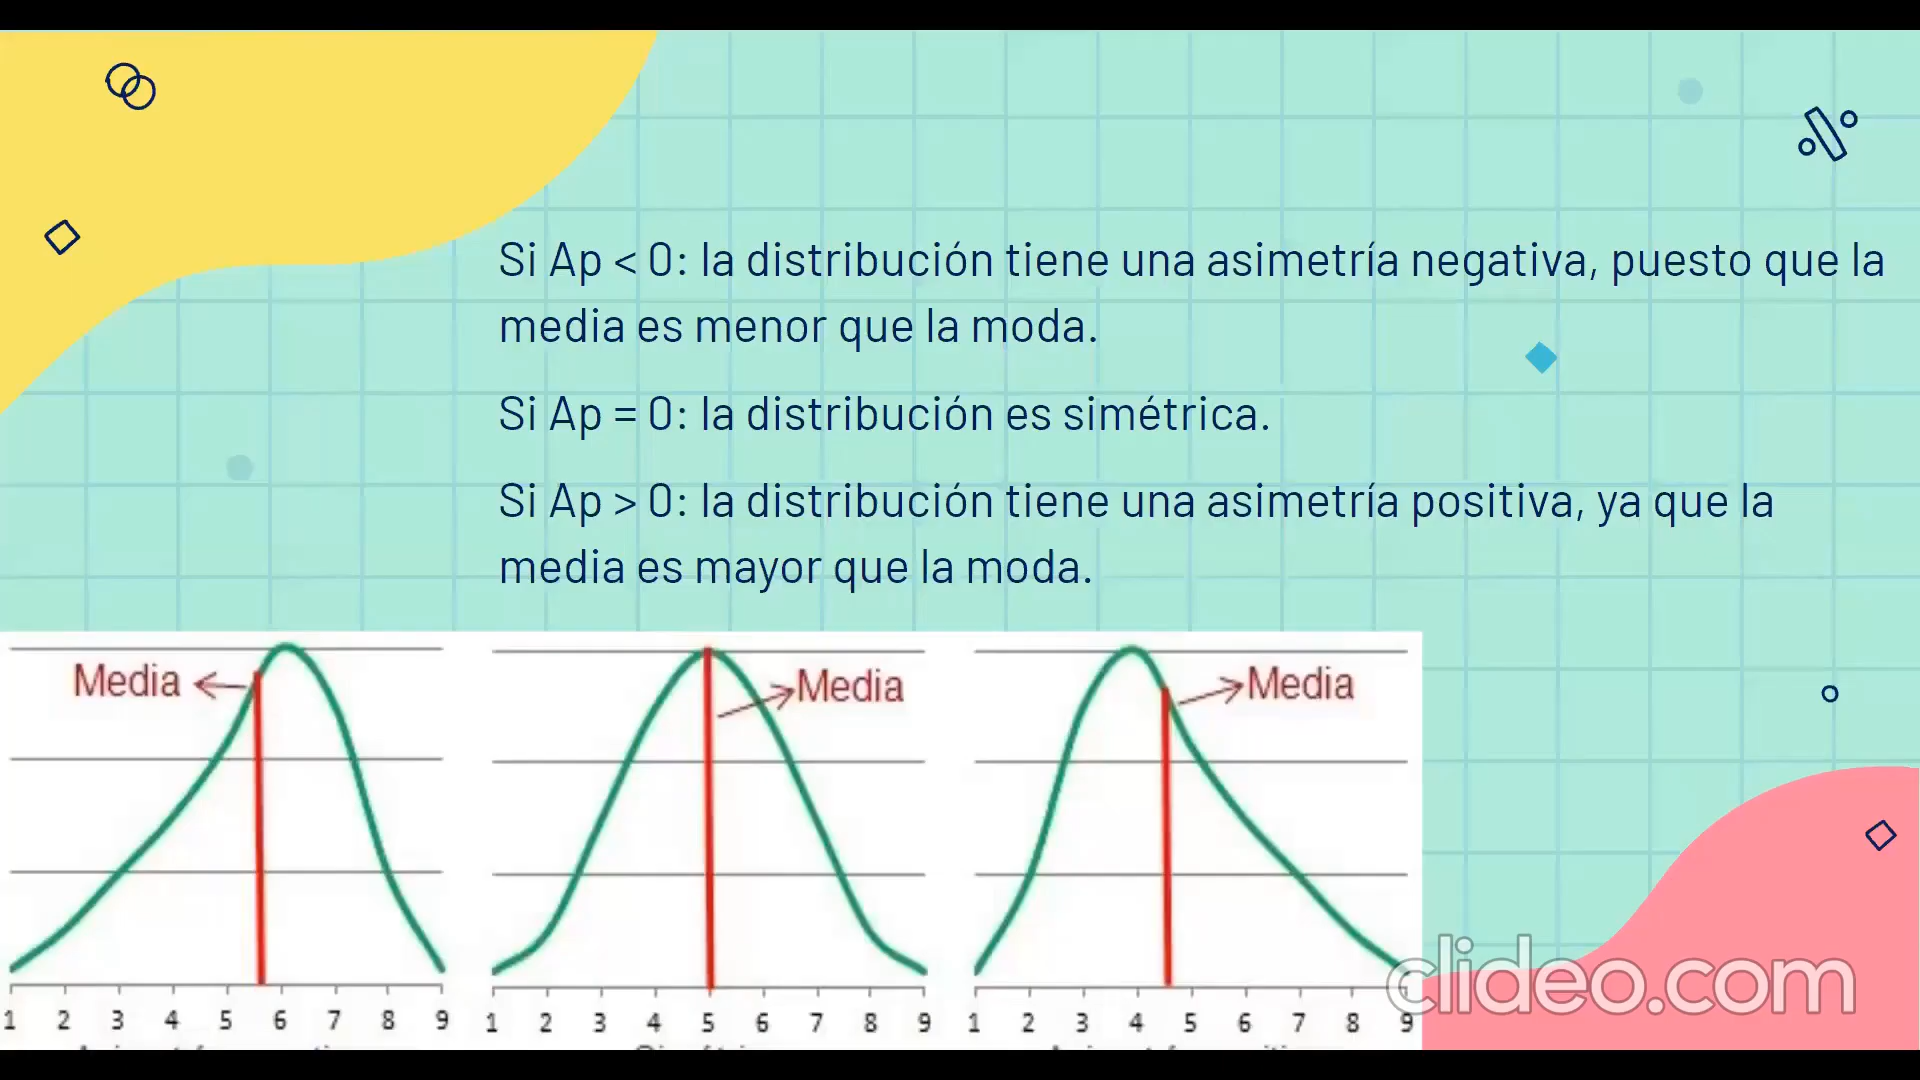 Si Ap < 0: la distribución tiene una asimetría negativa, puesto que la
media es menor que la moda.
Si Ap = 0: la distribución es simétrica.
Si Ap > 0: la distribución tiene una asimetría positiva, ya que la
media es mayor que la moda.
Media
Media
Media
1 2 3 4 5 6 7 8 9
1 2 3 4 5 6 7 8 9
1 2 3 4 5 6 7 8 9
clideo.com